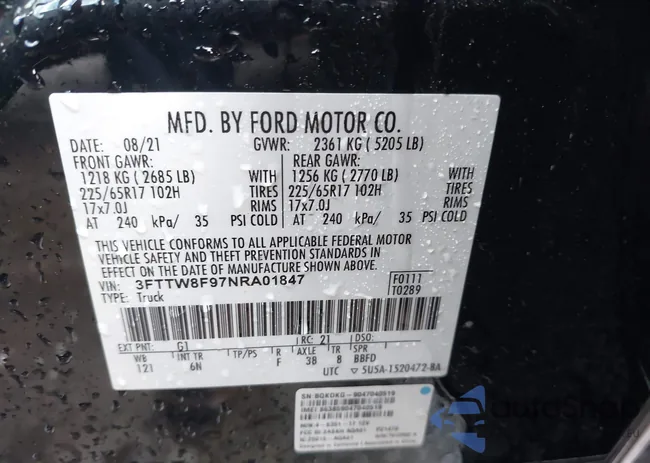 MFD. BY FORD MOTOR CO.
DATE: 08/21 GVWR: 2361 KG ( 5205 LB)
FRONT GAWR: REAR GAWR:
1218 KG ( 2685 LB) WITH 1256 KG ( 2770 LB) WITH
225/65R17 102H TIRES 225/65R17 102H TIRES
17x7.0J RIMS 17x7.0J RIMS
AT 240 kPa/ 35 PSI COLD AT 240 kPa/ 35 PSI COLD
THIS VEHICLE CONFORMS TO ALL APPLICABLE FEDERAL MOTOR
VEHICLE SAFETY AND THEFT PREVENTION STANDARDS IN
EFFECT ON THE DATE OF MANUFACTURE SHOWN ABOVE.
VIN: 3FTTW8F97NRA01847 F0111
TYPE: Truck T0289
EXT PNT: G1 RC: 21 DSO:
WB INT TR TP/PS R AXLE TR SPR
121 6N F 3B 8 BBFD
UTC 5USA-1520472-BA